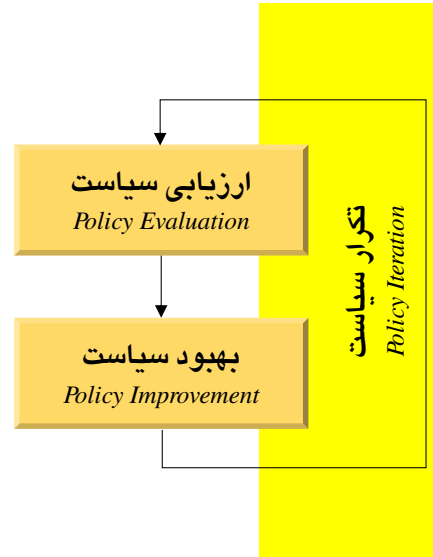 ارزیابی سیاست
Policy Evaluation
بهبود سیاست
Policy Improvement
تکرار سیاست
Policy Iteration